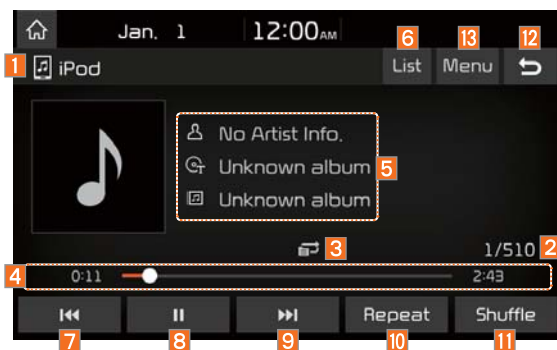 Jan. 1 12:00AM
6 13 12
1 iPod List Menu
No Artist Info.
Unknown album 5
Unknown album
3 1/510 2
4 0:11 2:43
Repeat Shuffle
7 8 9 10 11